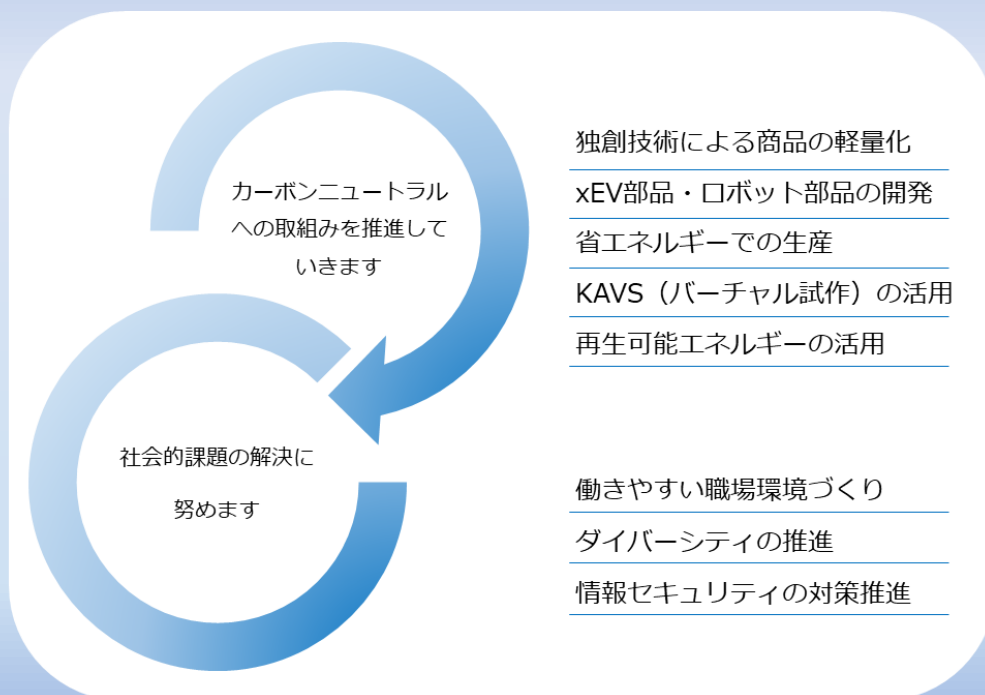 カーボンニュートラル
への取組みを推進して
いきます
独創技術による商品の軽量化
xEV部品・ロボット部品の開発
省エネルギーでの生産
KAVS（バーチャル試作）の活用
再生可能エネルギーの活用
社会的課題の解決に
努めます
働きやすい職場環境づくり
ダイバーシティの推進
情報セキュリティの対策推進